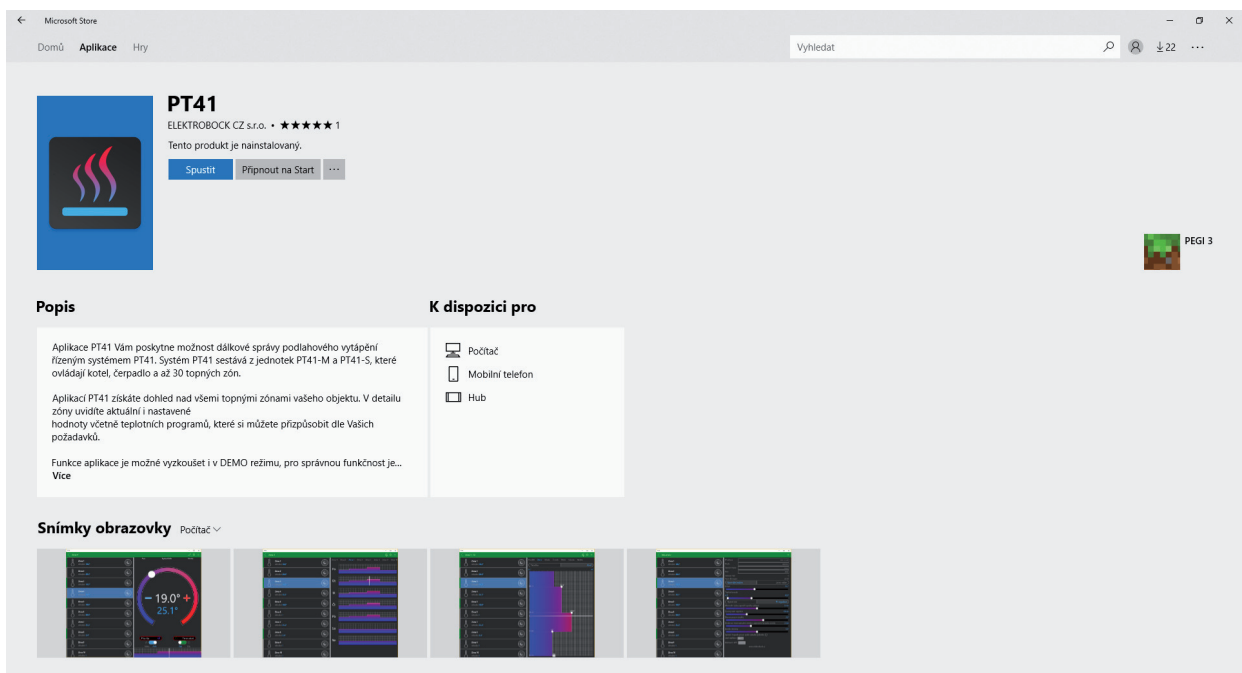 Microsoft Store
Domů Aplikace Hry
Vyhledat
22
PT41
ELEKTROBOCK CZ s.r.o. • ★★★★★ 1
Tento produkt je nainstalovaný.
Spustit Připnout na Start ...
PEGI 3
Popis
Aplikace PT41 Vám poskytne možnost dálkové správy podlahového vytápění
řízeným systémem PT41. Systém PT41 sestává z jednotek PT41-M a PT41-S, které
ovládají kotel, čerpadlo a až 30 topných zón.
Aplikací PT41 získáte dohled nad všemi topnými zónami vašeho objektu. V detailu
zóny uvidíte aktuální i nastavené
hodnoty včetně teplotních programů, které si můžete přizpůsobit dle Vašich
požadavků.
Funkce aplikace je možné vyzkoušet i v DEMO režimu, pro správnou funkčnost je...
Více
K dispozici pro
Počítač
Mobilní telefon
Hub
Snímky obrazovky Počítač
− 19.0° +
25.1°